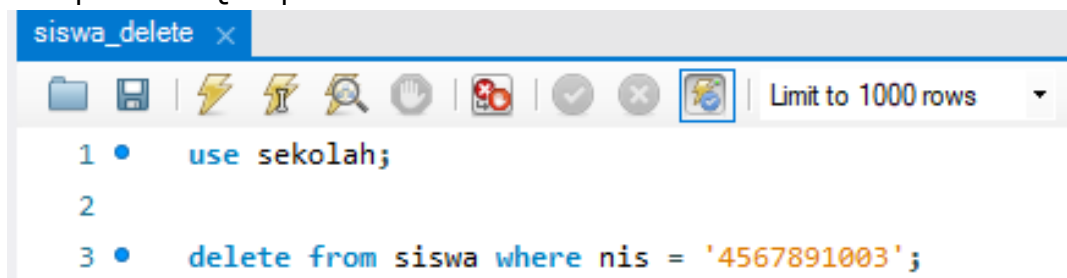 siswa_delete
Limit to 1000 rows
1 use sekolah;
2
3 delete from siswa where nis = '4567891003';